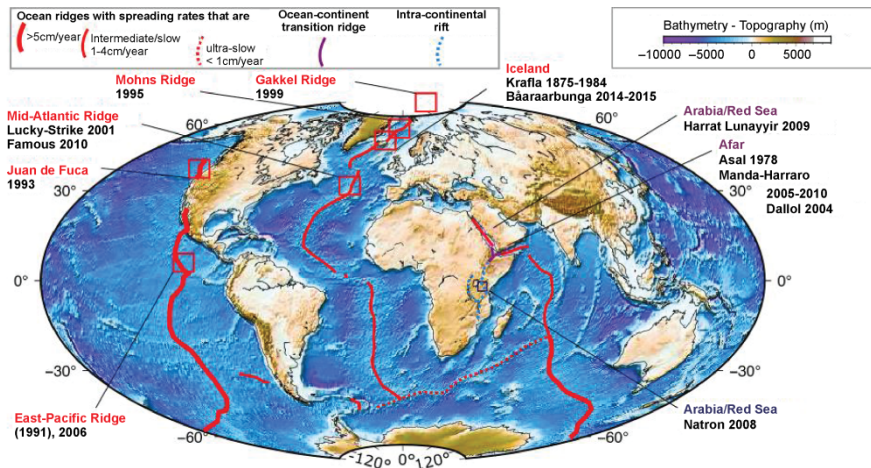 Ocean ridges with spreading rates that are
>5cm/year
Intermediate/slow
1-4cm/year
ultra-slow
< 1cm/year
Ocean-continent
transition ridge
Intra-continental
rift
Bathymetry - Topography (m)
−10000 −5000 0 5000
Mohns Ridge
1995
Gakkel Ridge
1999
Iceland
Krafla 1875-1984
Båaraarbunga 2014-2015
Mid-Atlantic Ridge
Lucky-Strike 2001
Famous 2010
Juan de Fuca
1993
Arabia/Red Sea
Harrat Lunayyir 2009
Afar
Asal 1978
Manda-Harraro
2005-2010
Dallol 2004
60°
60°
30°
30°
0°
0°
−30°
−30°
East-Pacific Ridge
(1991), 2006
Arabia/Red Sea
Natron 2008
−60°
−60°
−120° 0° 120°